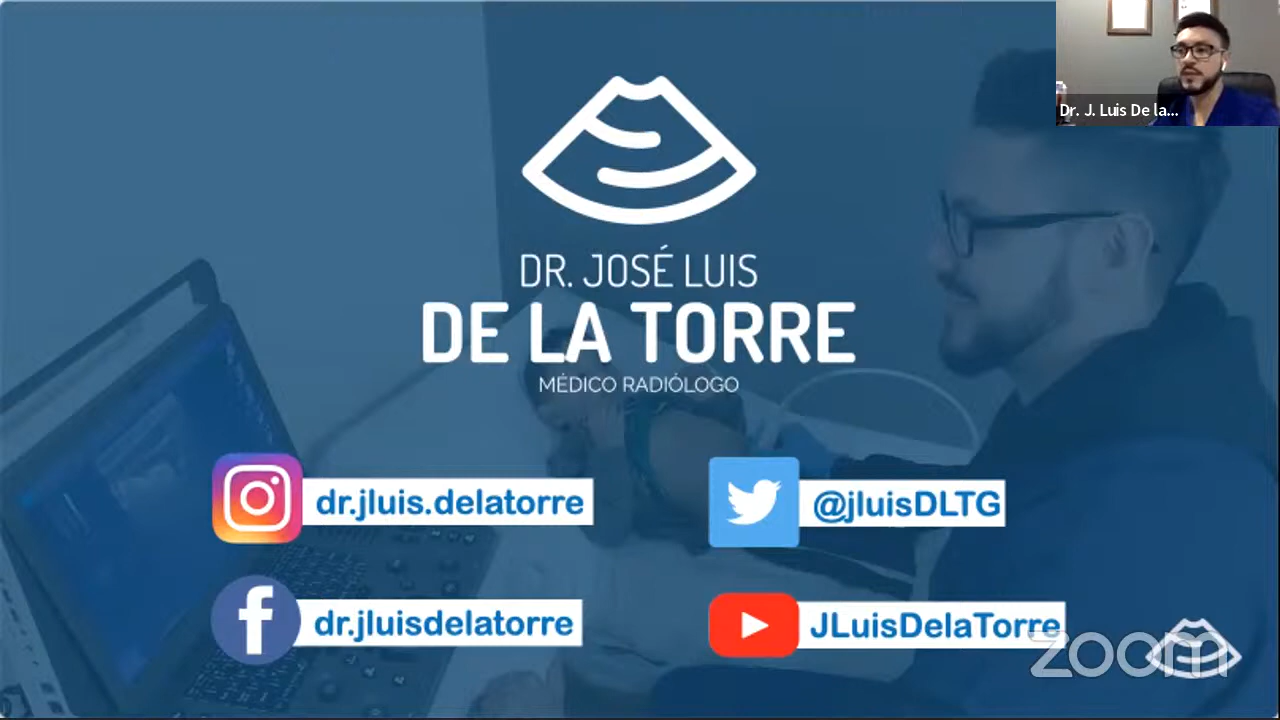 Dr. J. Luis De la...
DR. JOSÉ LUIS
DE LA TORRE
MÉDICO RADIÓLOGO
dr.jluis.delatorre
@jluisDLTG
dr.jluisdelatorre
JLuisDelaTorre
zoom